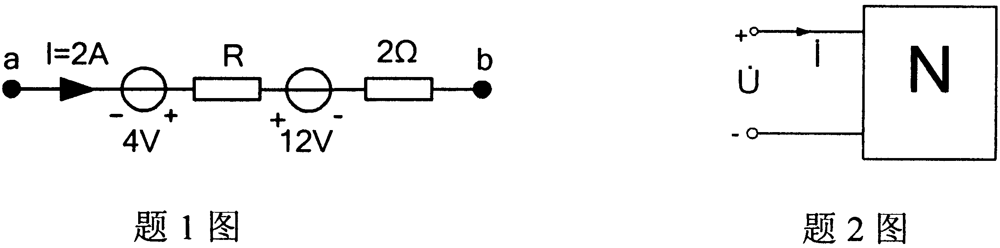 a I=2A R 2Ω b
- + + -
4V 12V
题 1 图
+ İ N
U̇
-
题 2 图